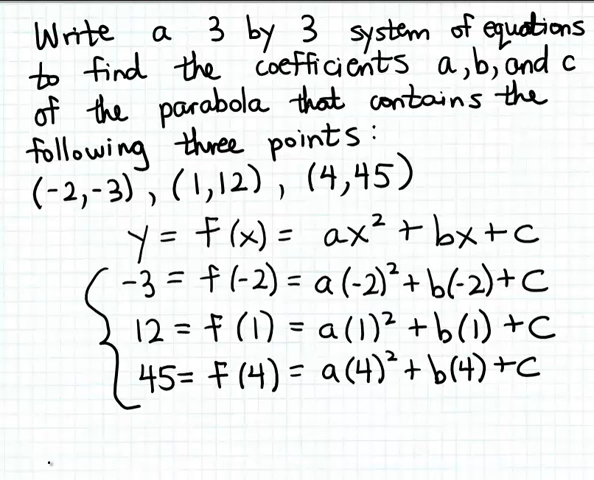 Write a 3 by 3 system of equations
to find the coefficients a, b, and c
of the parabola that contains the
following three points:
(-2,-3), (1,12), (4,45)
y = f(x) = ax² + bx + c
-3 = f(-2) = a(-2)² + b(-2) + c
12 = f(1) = a(1)² + b(1) + c
45 = f(4) = a(4)² + b(4) + c